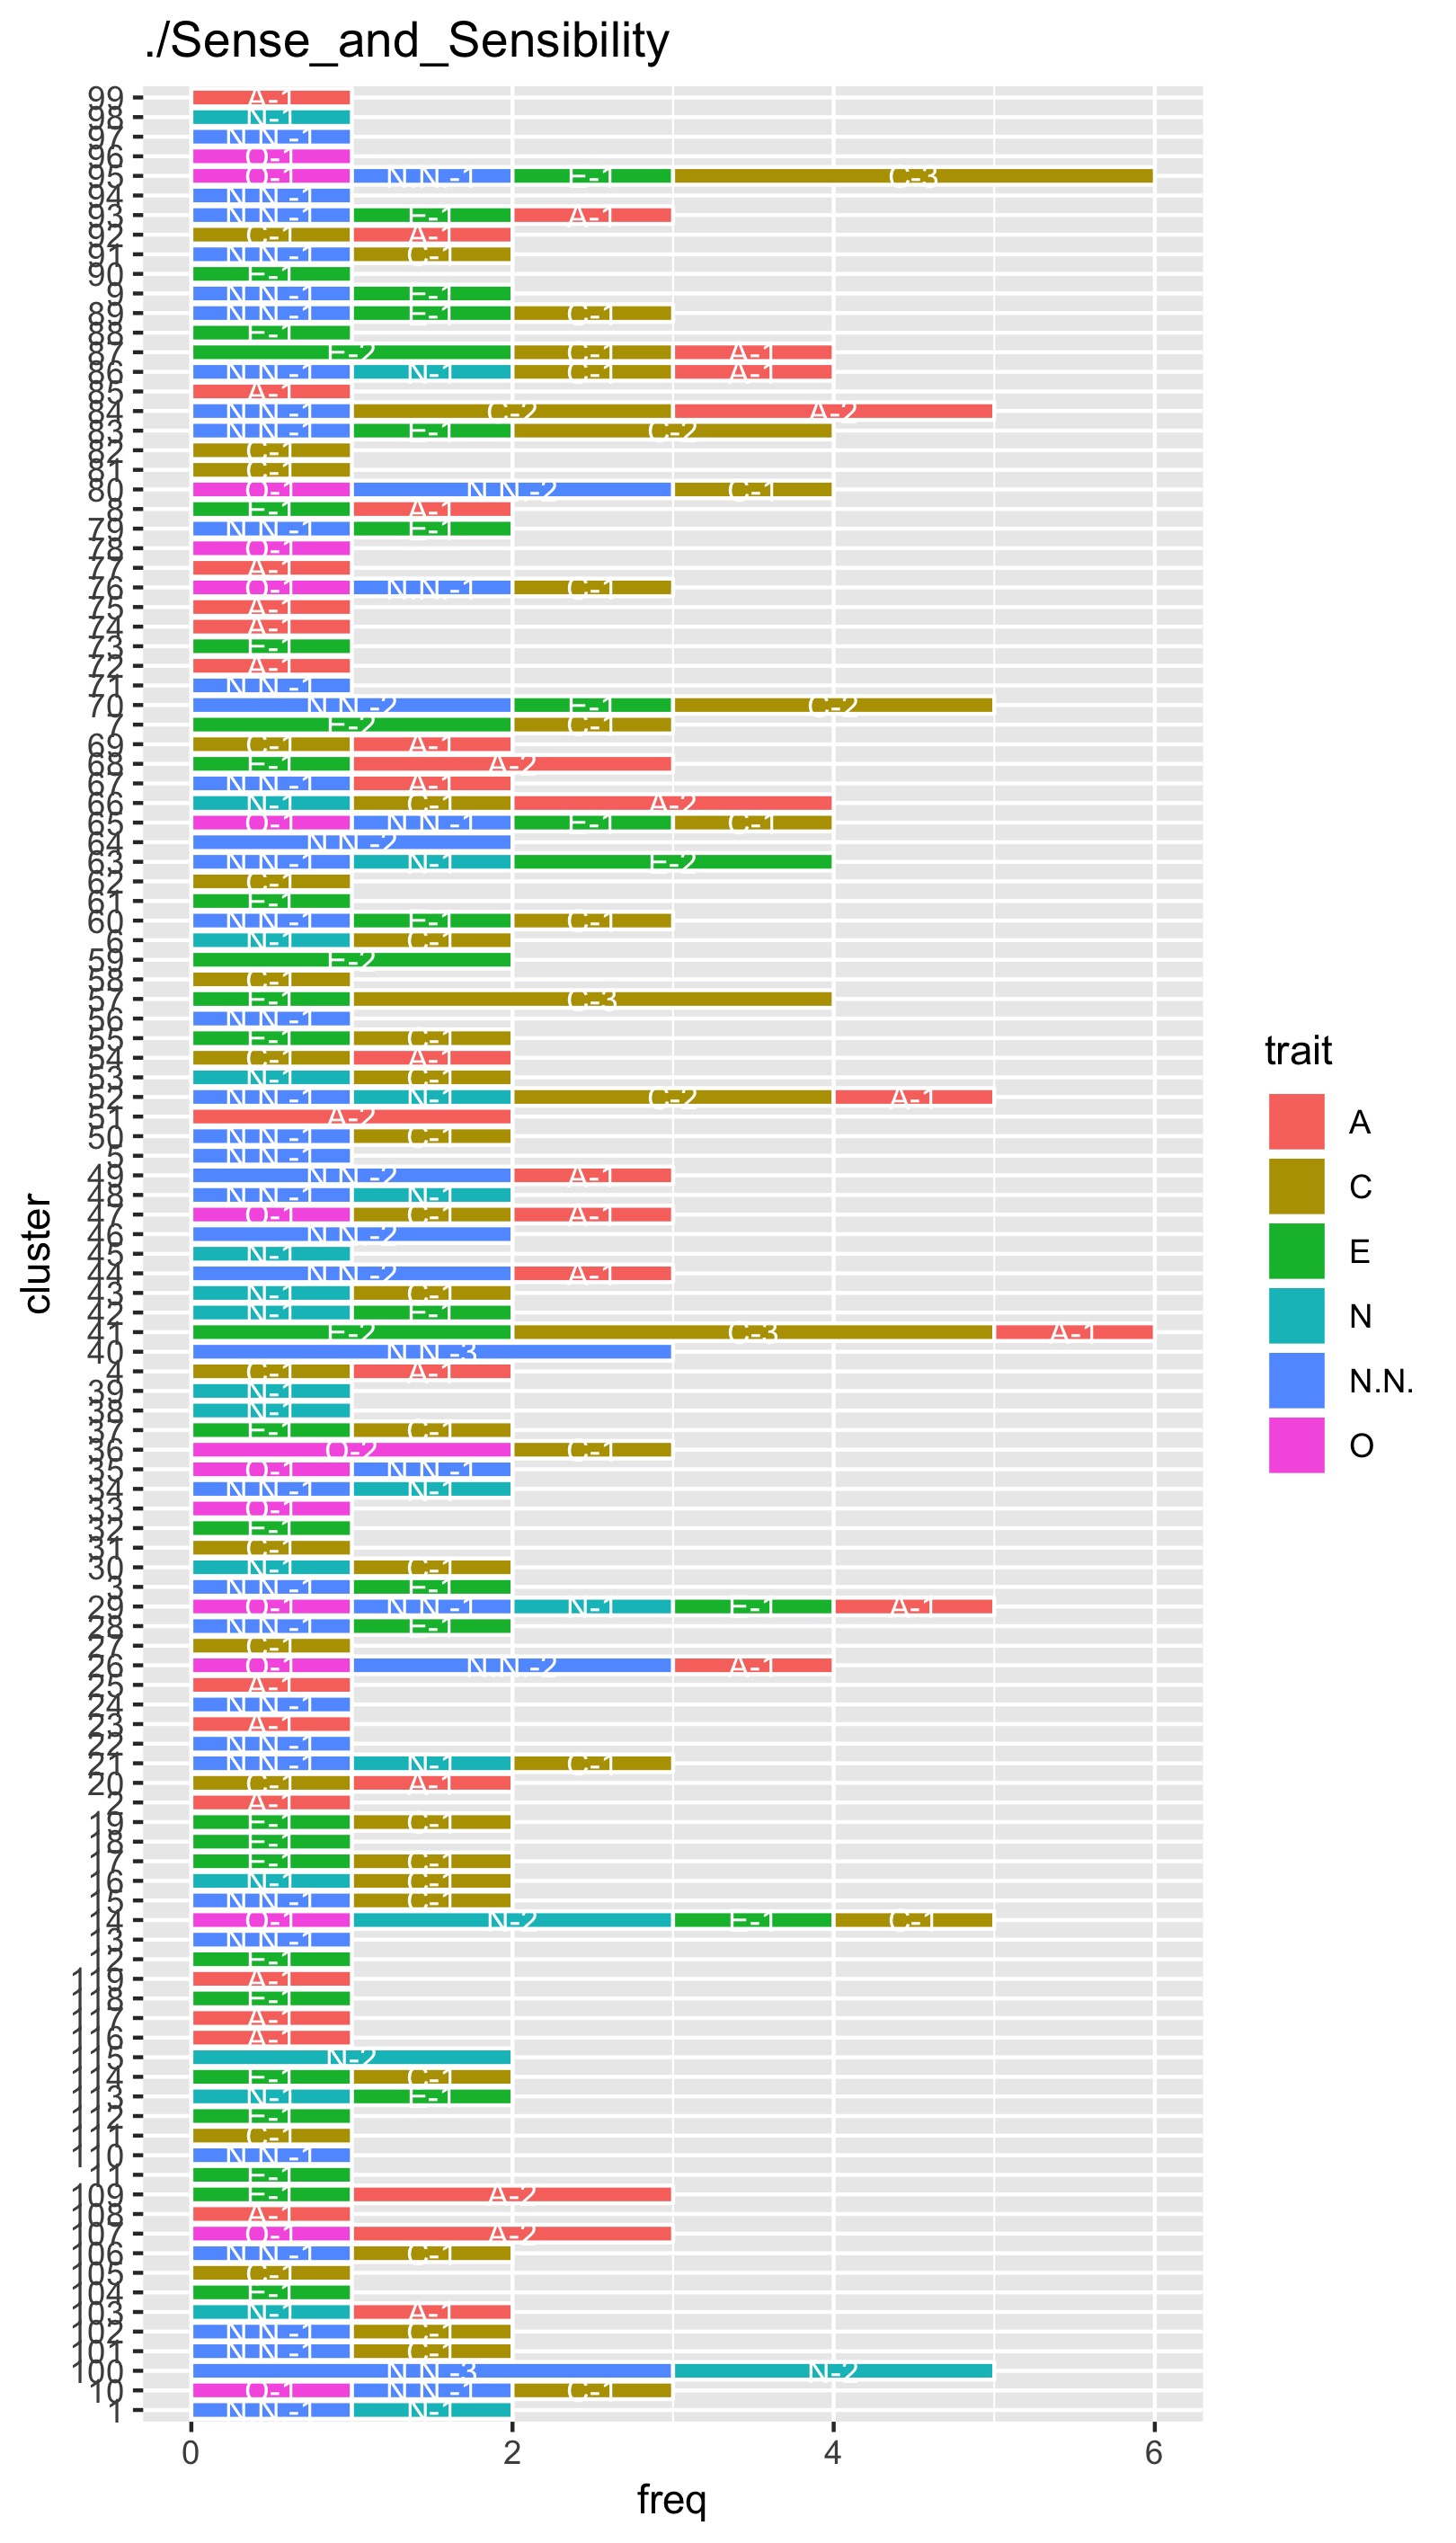 ./Sense_and_Sensibility
99 A-1
98 N-1
97 N.N.-1
96 O-1
95 O-1 N.N.-1 E-1 C-3
94 N.N.-1
93 N.N.-1 E-1 A-1
92 C-1 A-1
91 N.N.-1 C-1
90 E-1
9 N.N.-1 E-1
89 N.N.-1 E-1 C-1
88 E-1
87 E-2 C-1 A-1
86 N.N.-1 N-1 C-1 A-1
85 A-1
84 N.N.-1 C-2 A-2
83 N.N.-1 E-1 C-2
82 C-1
81 C-1
80 O-1 N.N.-2 C-1
8 E-1 A-1
79 N.N.-1 E-1
78 O-1
77 A-1
76 O-1 N.N.-1 C-1
75 A-1
74 A-1
73 E-1
72 A-1
71 N.N.-1
70 N.N.-2 E-1 C-2
7 E-2 C-1
69 C-1 A-1
68 E-1 A-2
67 N.N.-1 A-1
66 N-1 C-1 A-2
65 O-1 N.N.-1 E-1 C-1
64 N.N.-2
63 N.N.-1 N-1 E-2
62 C-1
61 E-1
60 N.N.-1 E-1 C-1
6 N-1 C-1
59 E-2
58 C-1
57 E-1 C-3
56 N.N.-1
55 E-1 C-1
54 C-1 A-1
53 N-1 C-1
52 N.N.-1 N-1 C-2 A-1
51 A-2
50 N.N.-1 C-1
5 N.N.-1
49 N.N.-2 A-1
48 N.N.-1 N-1
47 O-1 C-1 A-1
46 N.N.-2
45 N-1
44 N.N.-2 A-1
43 N-1 C-1
42 N-1 E-1
41 E-2 C-3 A-1
40 N.N.-3
4 C-1 A-1
39 N-1
38 N-1
37 E-1 C-1
36 O-2 C-1
35 O-1 N.N.-1
34 N.N.-1 N-1
33 O-1
32 E-1
31 C-1
30 N-1 C-1
3 N.N.-1 E-1
29 O-1 N.N.-1 N-1 E-1 A-1
28 N.N.-1 E-1
27 C-1
26 O-1 N.N.-2 A-1
25 A-1
24 N.N.-1
23 A-1
22 N.N.-1
21 N.N.-1 N-1 C-1
20 C-1 A-1
2 A-1
19 E-1 C-1
18 E-1
17 E-1 C-1
16 N-1 C-1
15 N.N.-1 C-1
14 O-1 N-2 E-1 C-1
13 N.N.-1
12 E-1
119 A-1
118 E-1
117 A-1
116 A-1
115 N-2
114 E-1 C-1
113 N-1 E-1
112 E-1
111 C-1
110 N.N.-1
11 E-1
109 E-1 A-2
108 A-1
107 O-1 A-2
106 N.N.-1 C-1
105 C-1
104 E-1
103 N-1 A-1
102 N.N.-1 C-1
101 N.N.-1 C-1
100 N.N.-3 N-2
10 O-1 N.N.-1 C-1
1 N.N.-1 N-1
0 2 4 6
freq
cluster
trait
A
C
E
N
N.N.
O